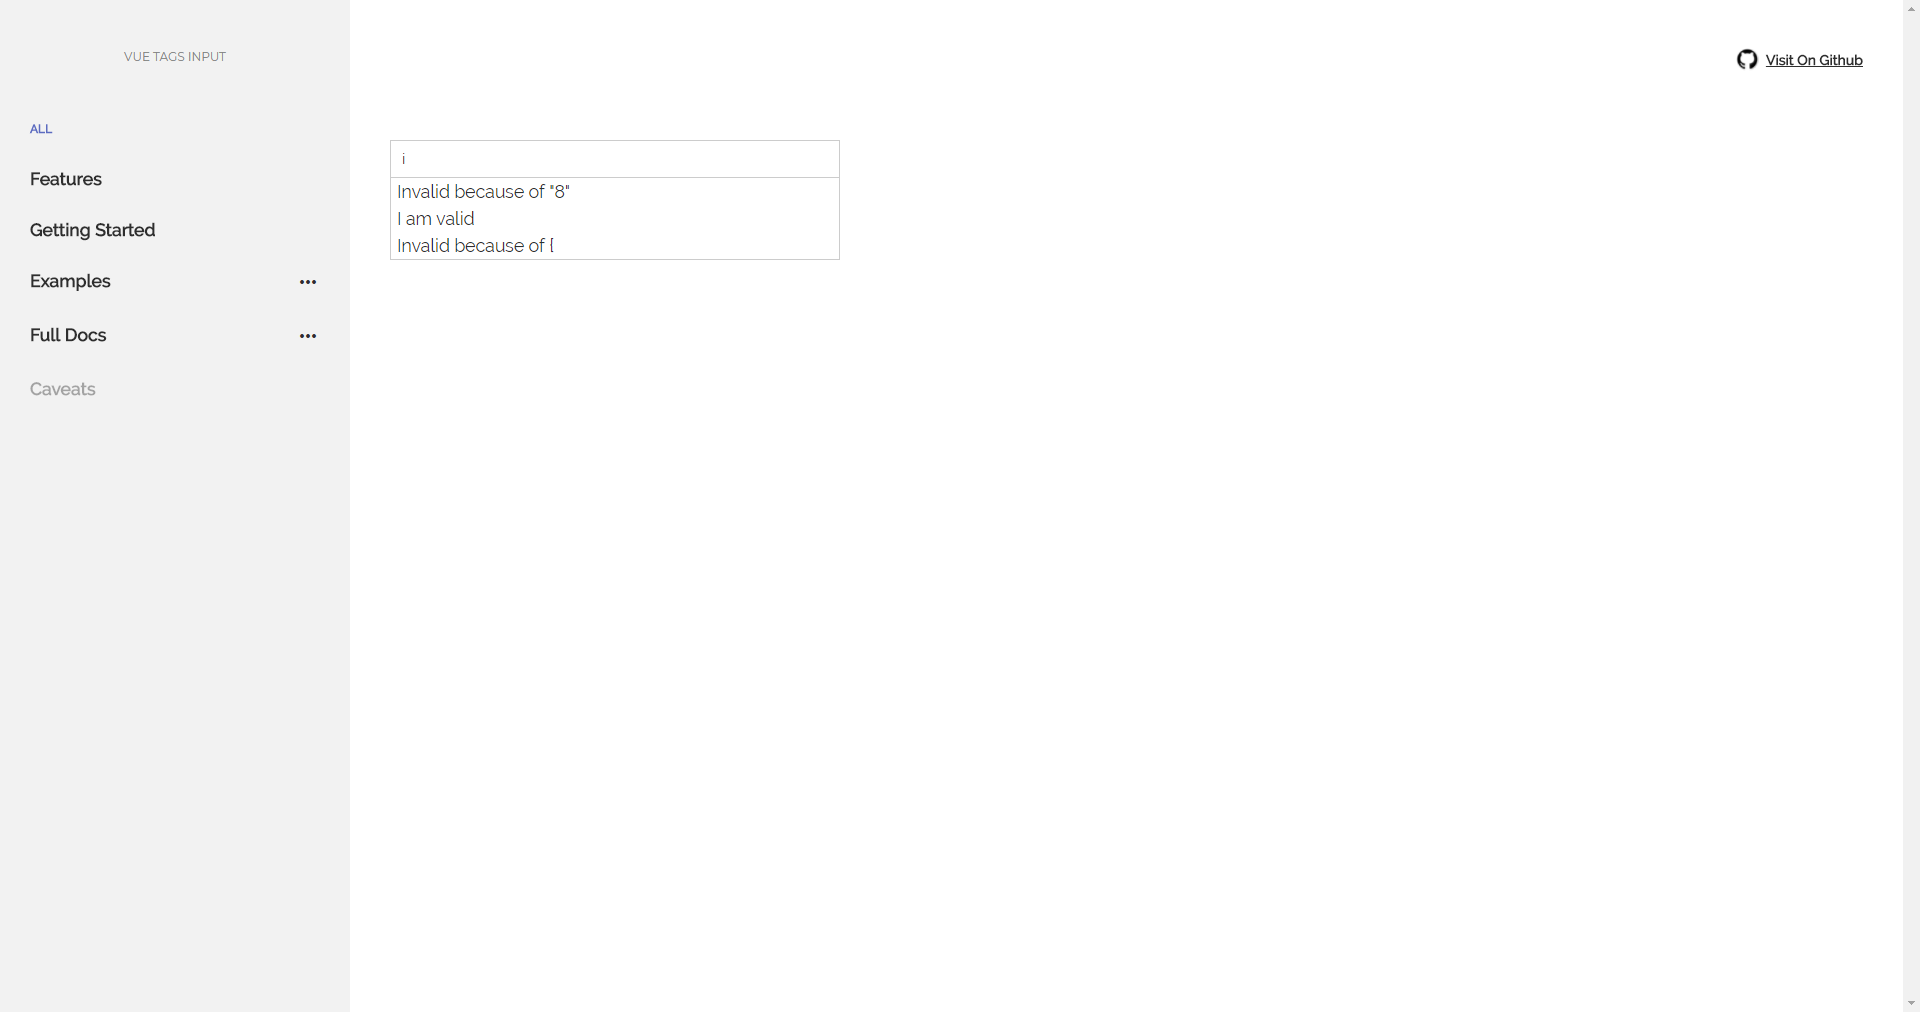 VUE TAGS INPUT
ALL
Features
Getting Started
Examples
Full Docs
Caveats
Visit On Github
i
Invalid because of "8"
I am valid
Invalid because of {